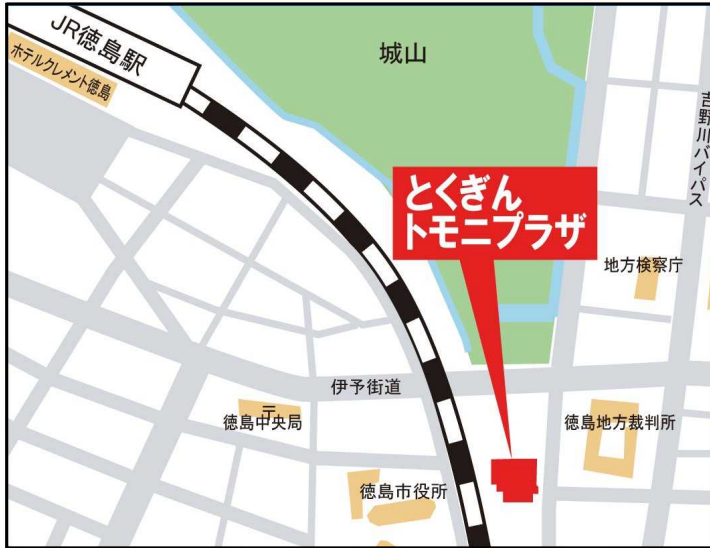 JR徳島駅
ホテルクレメント徳島
城山
吉野川バイパス
とくぎん
トモニプラザ
地方検察庁
伊予街道
〒
徳島中央局
徳島地方裁判所
徳島市役所